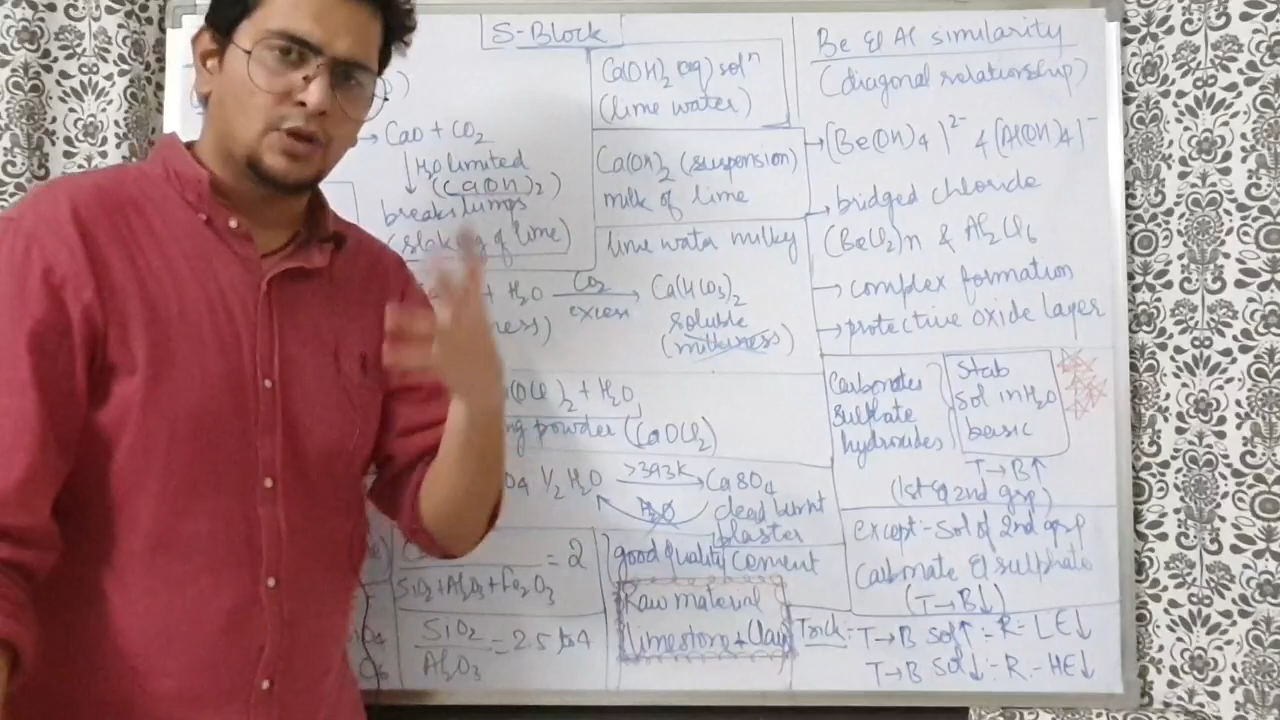 S-Block
)
→ CaO + CO2
↓ H2O limited
(Ca(OH)2)
breaks lumps
(slaking of lime)
Ca(OH)2 (aq) solⁿ
(lime water)
Ca(OH)2 (suspension)
milk of lime
lime water milky
+ H2O CO2 excess → Ca(HCO3)2
ness)
soluble
(milkiness)
(OCl)2 + H2O
ng powder (CaOCl2)
O4 ½ H2O >393K → CaSO4
H2O
dead burnt
plaster
= 2
SiO2 + Al2O3 + Fe2O3
SiO2 / Al2O3 = 2.5 to 4
good quality cement
Raw material
limestone + Clay
Be & Al similarity
(diagonal relationship)
→ (Be(OH)4)²⁻ & (Al(OH)4)⁻
→ bridged chloride
(BeCl2)n & Al2Cl6
→ complex formation
→ protective oxide layer
Carbonates
sulphate
hydroxides
Stab
sol in H2O
basic
T→B↑
(1st & 2nd grp)
except:- Sol of 2nd grp
Carbonate & sulphate
(T→B↓)
Trick:- T→B Sol↑:- R- LE↓
T→B Sol↓:- R- HE↓